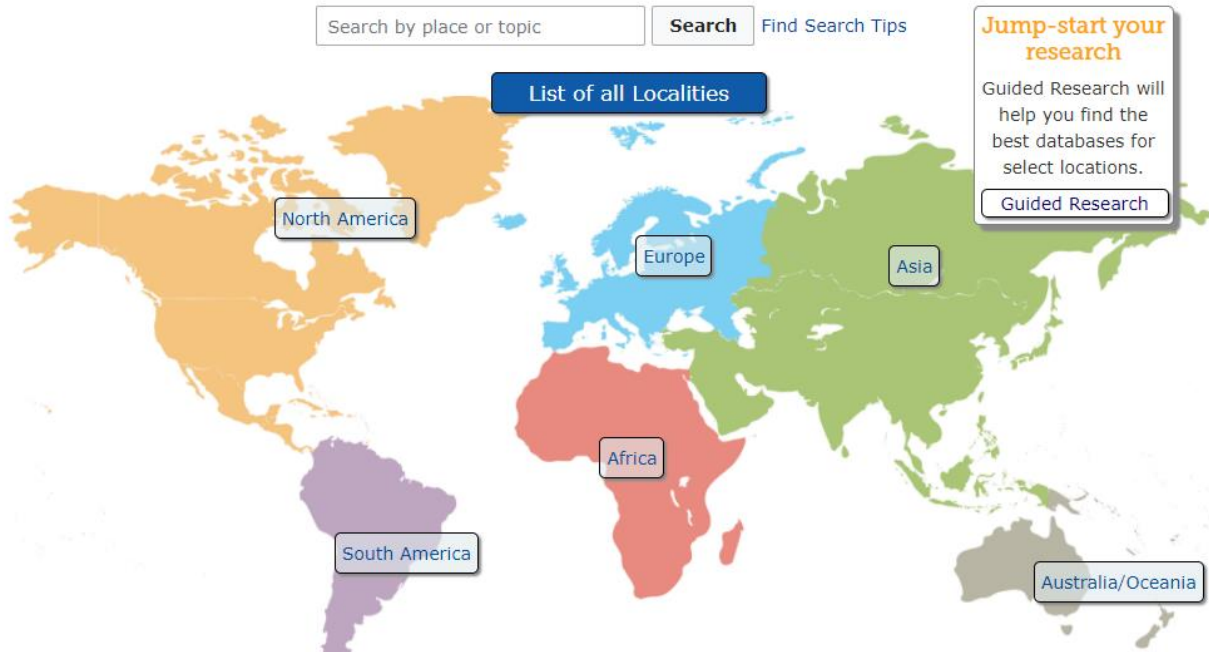 Search by place or topic
Search
Find Search Tips
Jump-start your
research
Guided Research will
help you find the
best databases for
select locations.
Guided Research
List of all Localities
North America
Europe
Asia
Africa
South America
Australia/Oceania